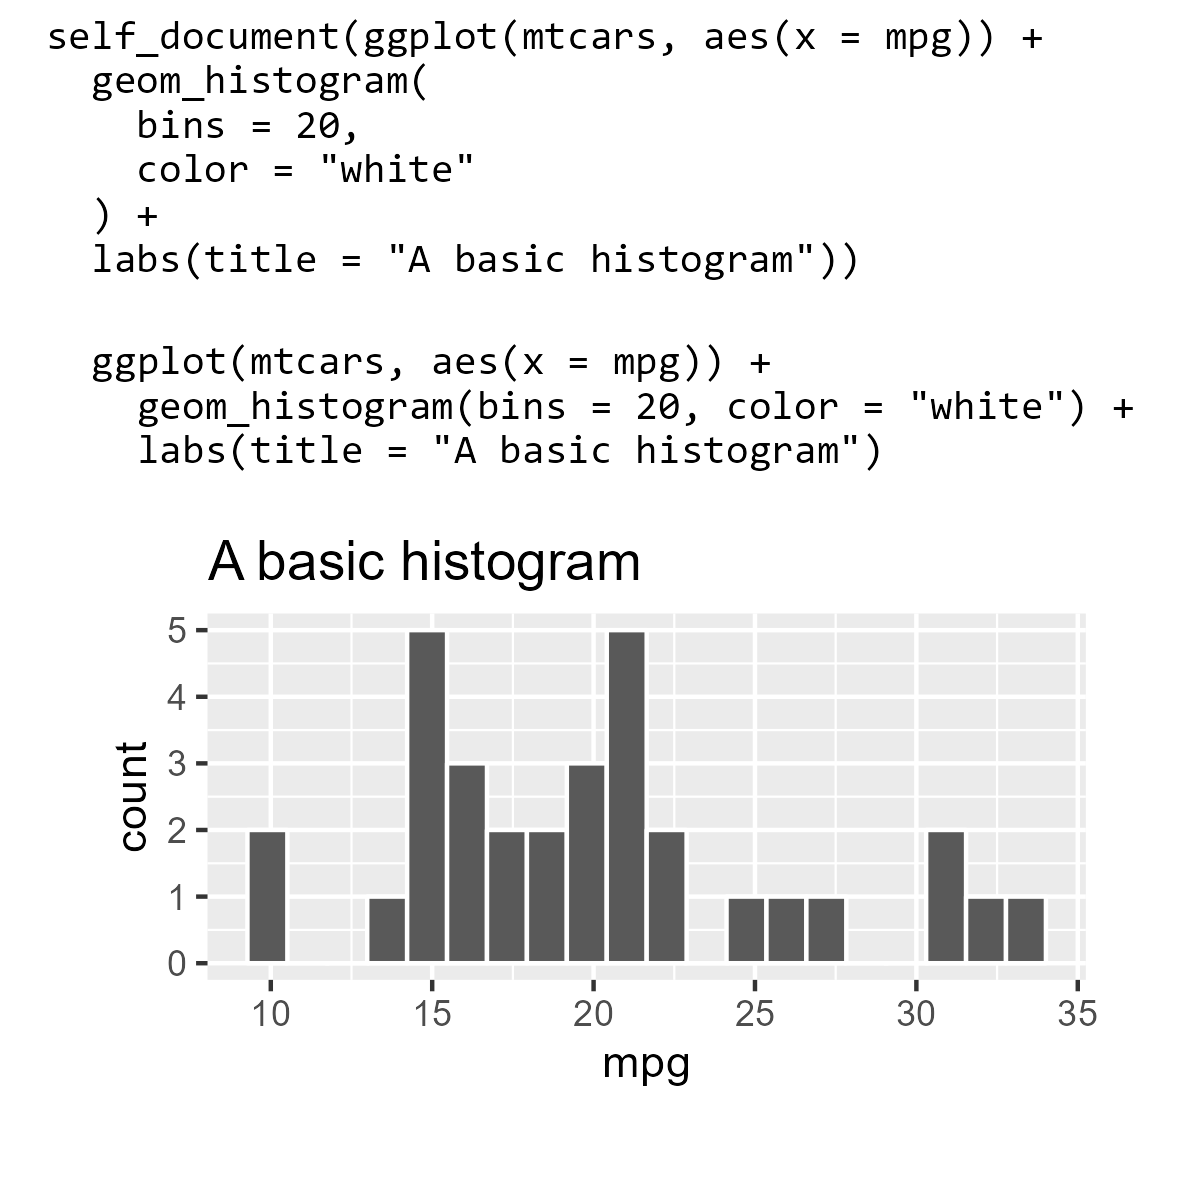 self_document(ggplot(mtcars, aes(x = mpg)) +
  geom_histogram(
    bins = 20,
    color = "white"
  ) +
  labs(title = "A basic histogram"))
  ggplot(mtcars, aes(x = mpg)) +
    geom_histogram(bins = 20, color = "white") +
    labs(title = "A basic histogram")
A basic histogram
5
4
3
2
1
0
count
10 15 20 25 30 35
mpg